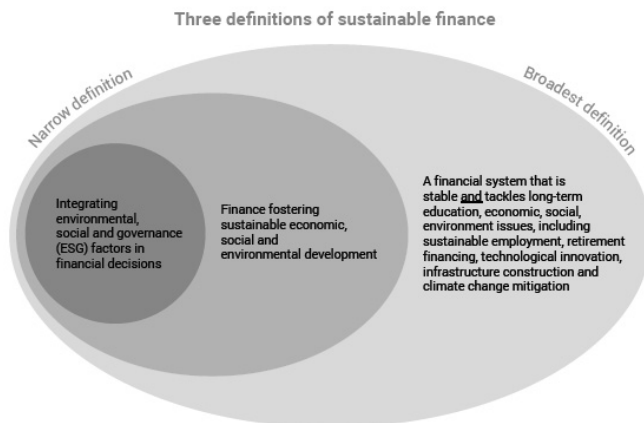 Three definitions of sustainable finance
Narrow definition
Broadest definition
Integrating
environmental,
social and governance
(ESG) factors in
financial decisions
Finance fostering
sustainable economic,
social and
environmental development
A financial system that is
stable and tackles long-term
education, economic, social,
environment issues, including
sustainable employment, retirement
financing, technological innovation,
infrastructure construction and
climate change mitigation